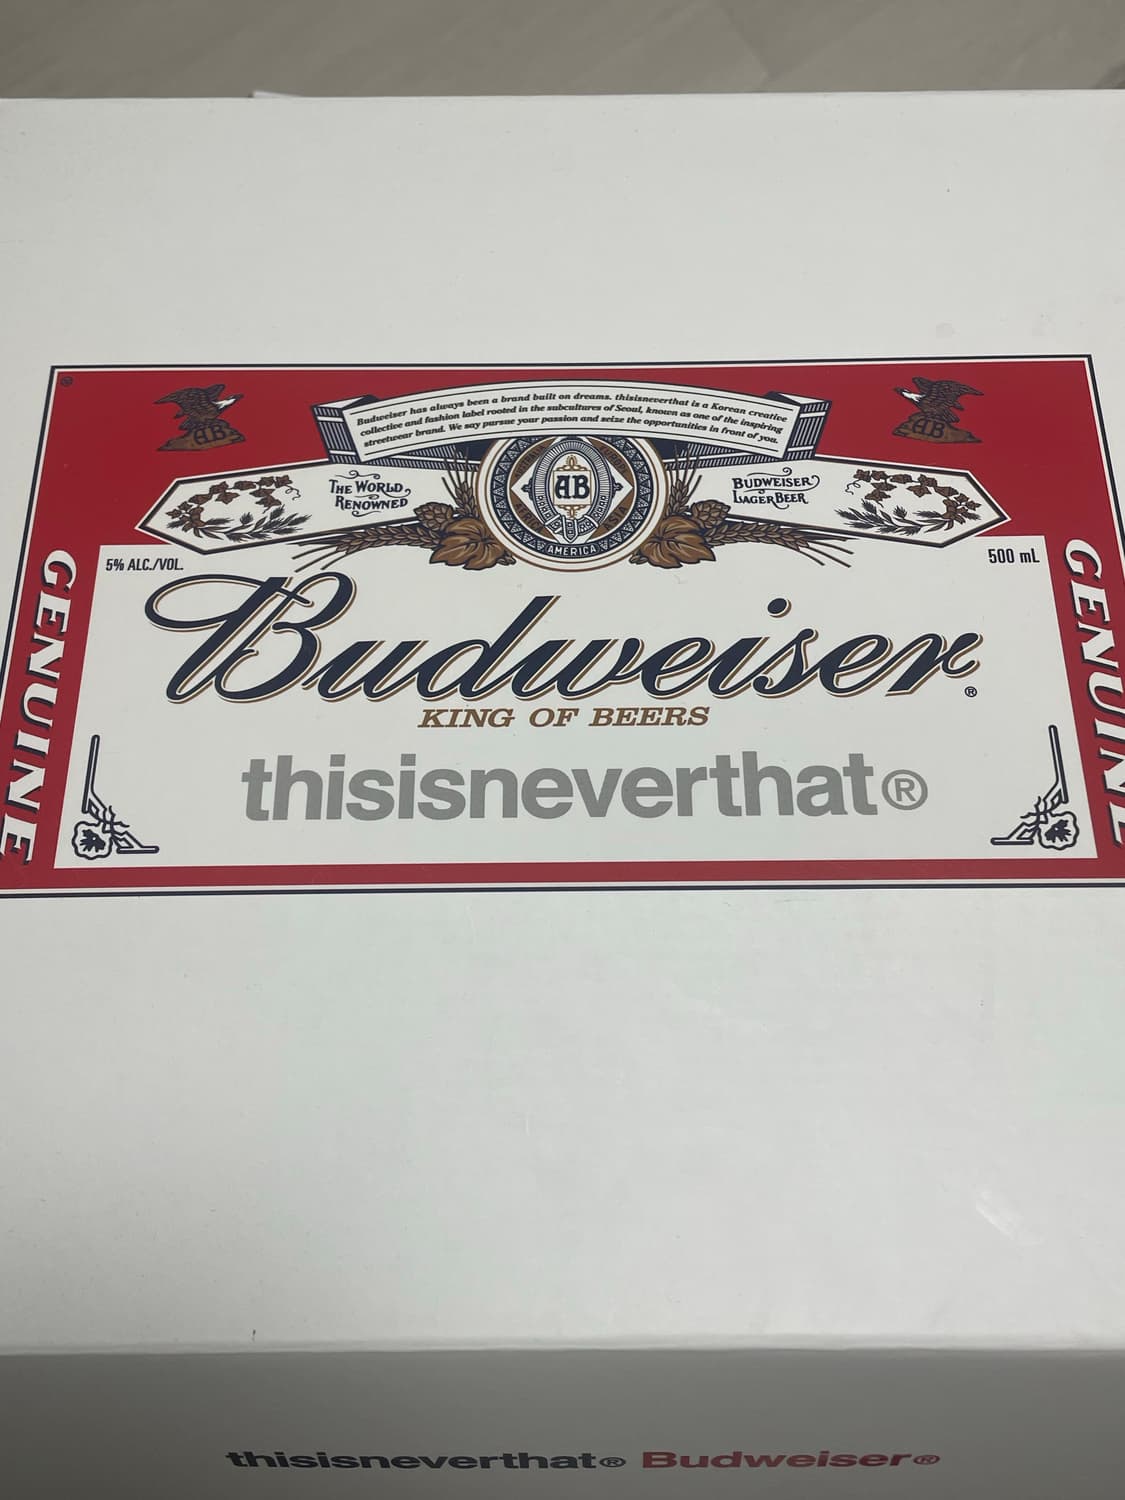 Budweiser has always been a brand built on dreams. thisisneverthat is a Korean creative
collective and fashion label rooted in the subcultures of Seoul, known as one of the inspiring
streetwear brand. We say pursue your passion and seize the opportunities in front of you.
AB
AB
THE WORLD
RENOWNED
AB
AMERICA
ASIA
BUDWEISER
LAGER BEER
5% ALC./VOL.
500 mL
GENUINE
Budweiser®
KING OF BEERS
thisisneverthat®
GENUINE
thisisneverthat® Budweiser®